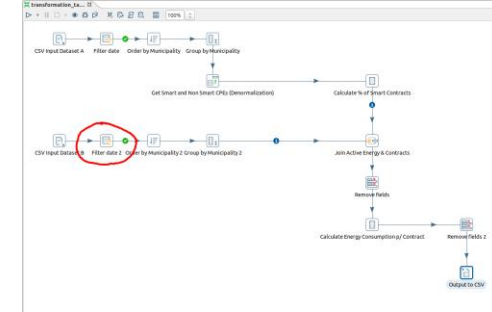 transformation_ta...
100%
CSV Input Dataset A
Filter date
Order by Municipality
Group by Municipality
Get Smart and Non Smart CPEs (Denormalization)
Calculate % of Smart Contracts
CSV Input Dataset B
Filter date 2
Order by Municipality 2
Group by Municipality 2
Join Active Energy & Contracts
Remove fields
Calculate Energy Consumption p/ Contract
Remove fields 2
Output to CSV